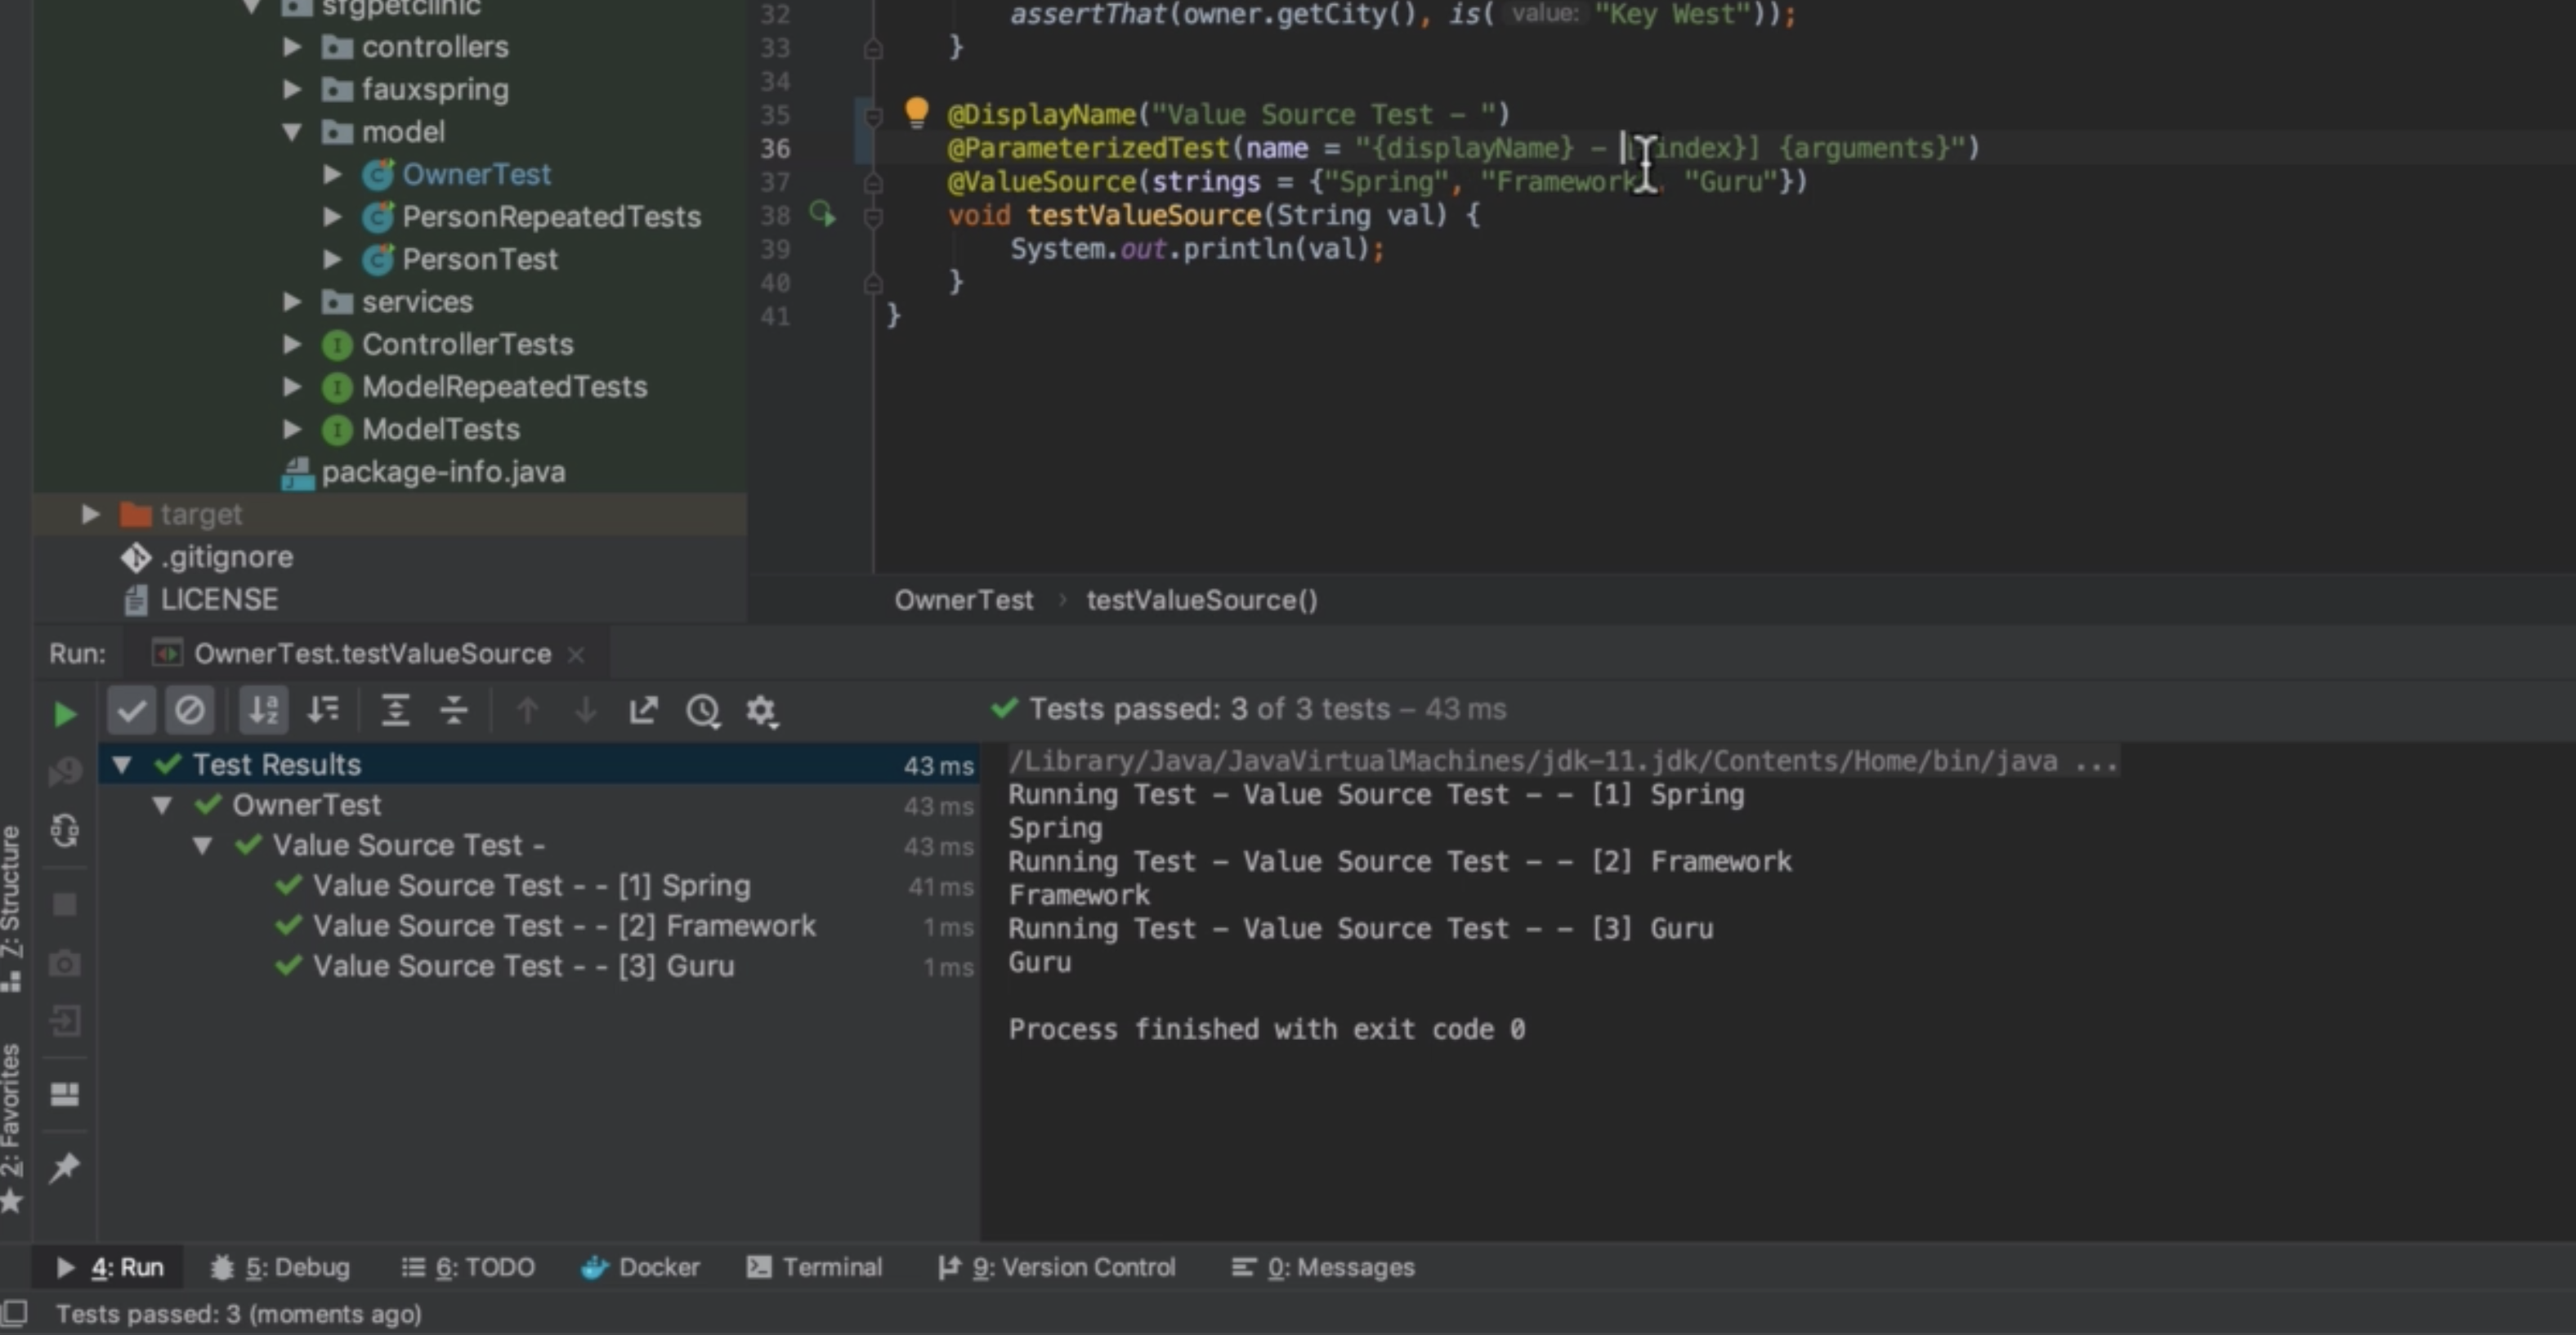 sfgpetclinic
controllers
fauxspring
model
OwnerTest
PersonRepeatedTests
PersonTest
services
ControllerTests
ModelRepeatedTests
ModelTests
package-info.java
target
.gitignore
LICENSE
32 assertThat(owner.getCity(), is( value: "Key West"));
33 }
34
35 @DisplayName("Value Source Test - ")
36 @ParameterizedTest(name = "{displayName} - [{index}] {arguments}")
37 @ValueSource(strings = {"Spring", "Framework", "Guru"})
38 void testValueSource(String val) {
39 System.out.println(val);
40 }
41 }
OwnerTest › testValueSource()
Run: OwnerTest.testValueSource ×
Tests passed: 3 of 3 tests – 43 ms
Test Results 43 ms
OwnerTest 43 ms
Value Source Test - 43 ms
Value Source Test - - [1] Spring 41 ms
Value Source Test - - [2] Framework 1 ms
Value Source Test - - [3] Guru 1 ms
/Library/Java/JavaVirtualMachines/jdk-11.jdk/Contents/Home/bin/java ...
Running Test - Value Source Test - - [1] Spring
Spring
Running Test - Value Source Test - - [2] Framework
Framework
Running Test - Value Source Test - - [3] Guru
Guru
Process finished with exit code 0
Z: Structure
2: Favorites
4: Run
5: Debug
6: TODO
Docker
Terminal
9: Version Control
0: Messages
Tests passed: 3 (moments ago)